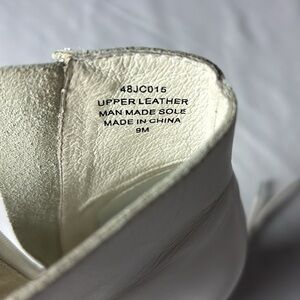 48JC015
UPPER LEATHER
MAN MADE SOLE
MADE IN CHINA
9M